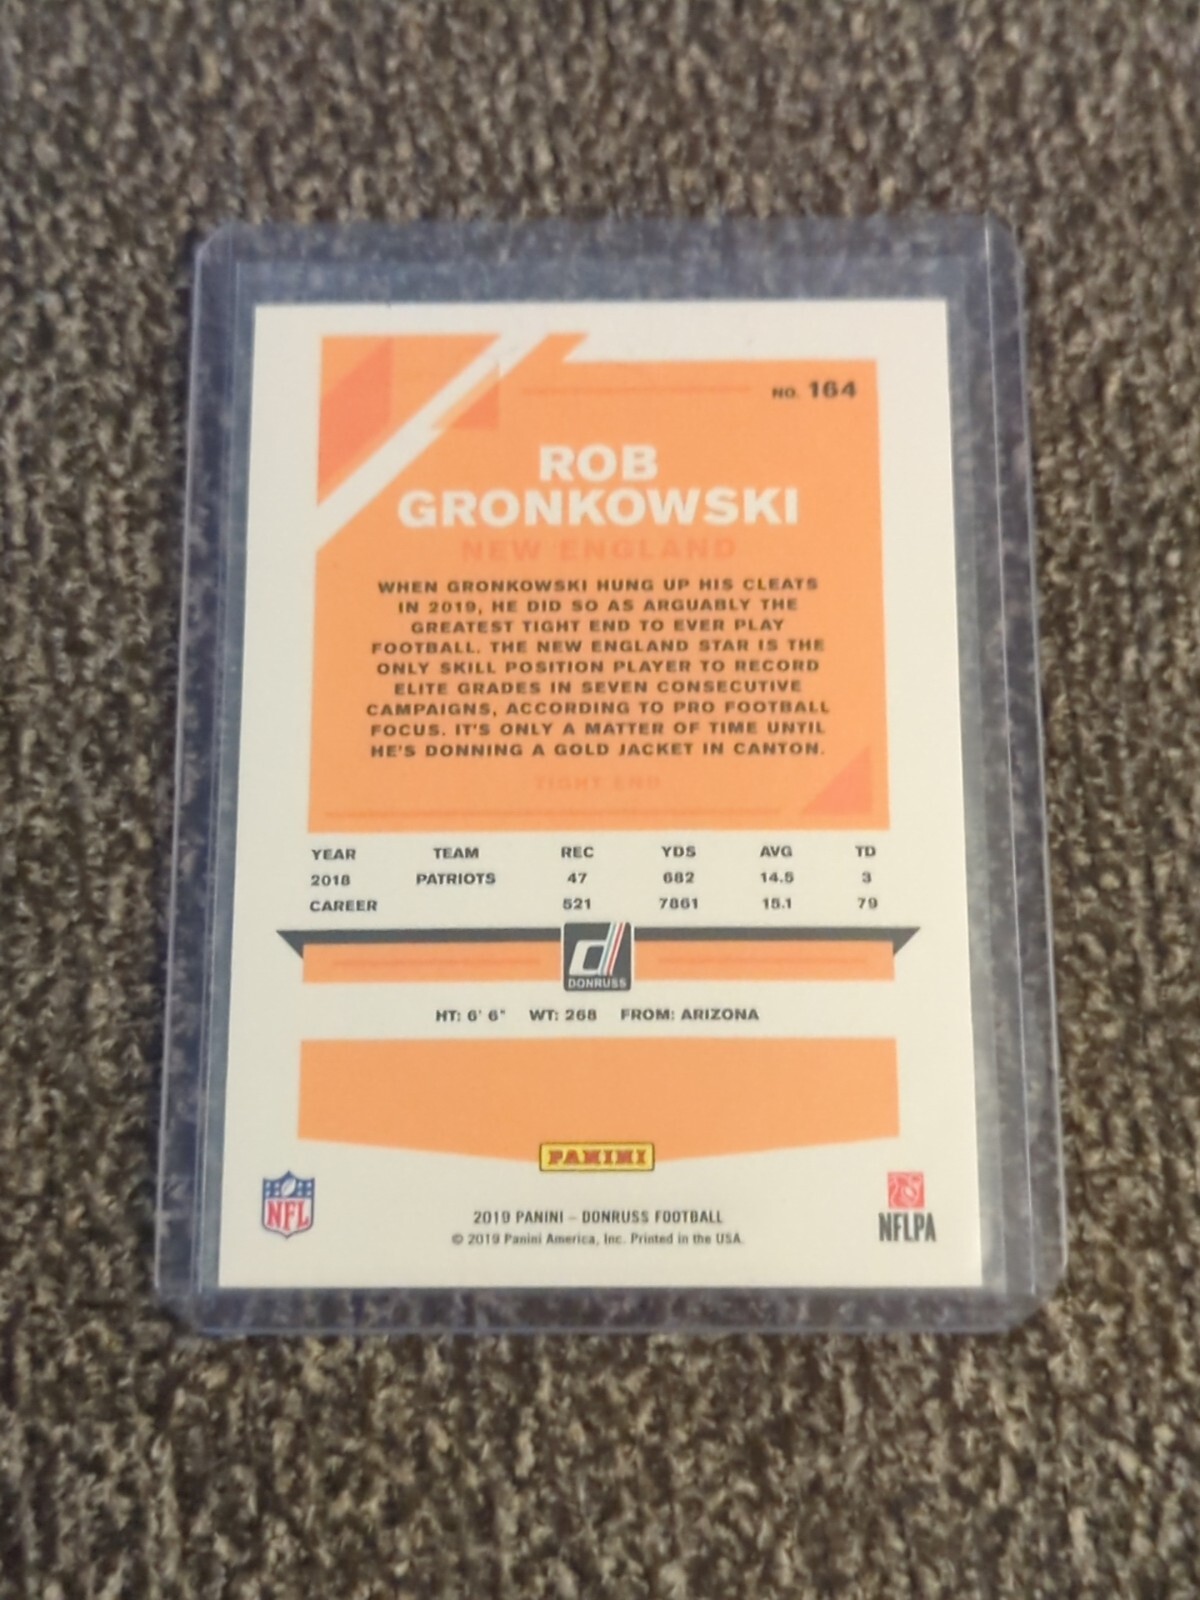 NO. 164
ROB
GRONKOWSKI
NEW ENGLAND
WHEN GRONKOWSKI HUNG UP HIS CLEATS
IN 2019, HE DID SO AS ARGUABLY THE
GREATEST TIGHT END TO EVER PLAY
FOOTBALL. THE NEW ENGLAND STAR IS THE
ONLY SKILL POSITION PLAYER TO RECORD
ELITE GRADES IN SEVEN CONSECUTIVE
CAMPAIGNS, ACCORDING TO PRO FOOTBALL
FOCUS. IT'S ONLY A MATTER OF TIME UNTIL
HE'S DONNING A GOLD JACKET IN CANTON.
TIGHT END
YEAR TEAM REC YDS AVG TD
2018 PATRIOTS 47 682 14.5 3
CAREER 521 7861 15.1 79
d
DONRUSS
HT: 6' 6" WT: 268 FROM: ARIZONA
PANINI
NFL
NFLPA
2019 PANINI – DONRUSS FOOTBALL
© 2019 Panini America, Inc. Printed in the USA.